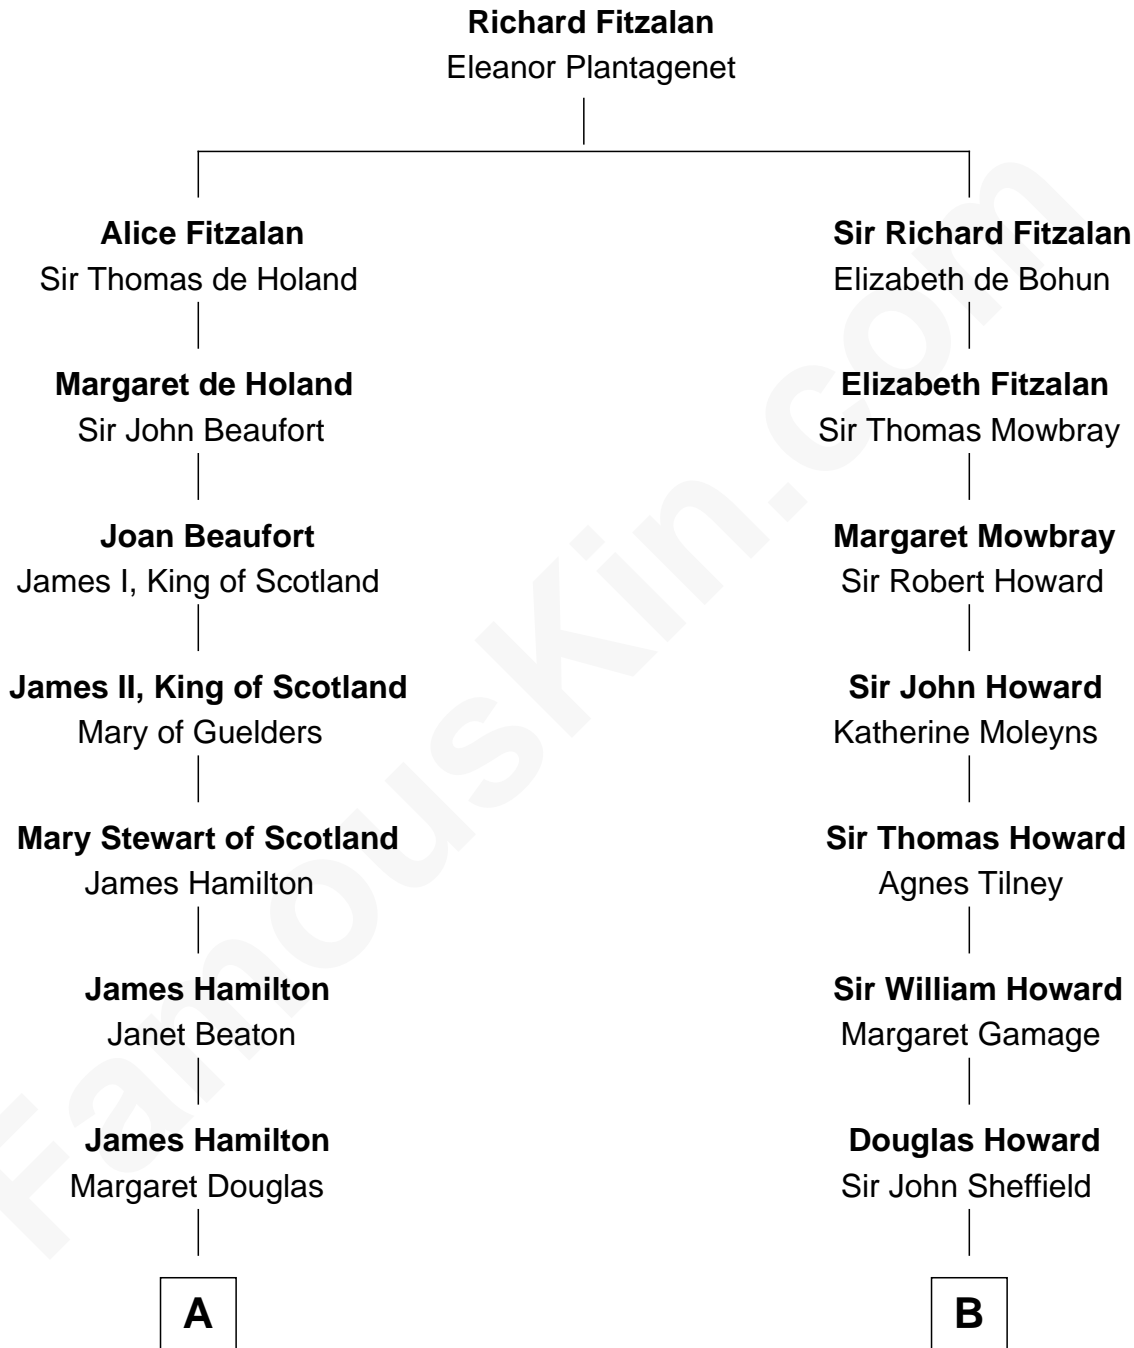 Richard Fitzalan
Eleanor Plantagenet
Alice Fitzalan
Sir Thomas de Holand
Margaret de Holand
Sir John Beaufort
Joan Beaufort
James I, King of Scotland
James II, King of Scotland
Mary of Guelders
Mary Stewart of Scotland
James Hamilton
James Hamilton
Janet Beaton
James Hamilton
Margaret Douglas
A
Sir Richard Fitzalan
Elizabeth de Bohun
Elizabeth Fitzalan
Sir Thomas Mowbray
Margaret Mowbray
Sir Robert Howard
Sir John Howard
Katherine Moleyns
Sir Thomas Howard
Agnes Tilney
Sir William Howard
Margaret Gamage
Douglas Howard
Sir John Sheffield
B
FamousKin.com